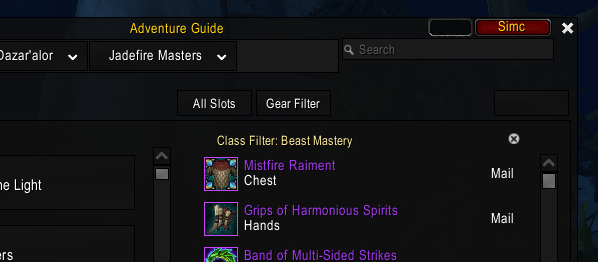 Adventure Guide
Simc
Dazar'alor
Jadefire Masters
Search
All Slots
Gear Filter
Class Filter: Beast Mastery
Mistfire Raiment
Chest
Mail
he Light
Grips of Harmonious Spirits
Hands
Mail
ers
Band of Multi-Sided Strikes